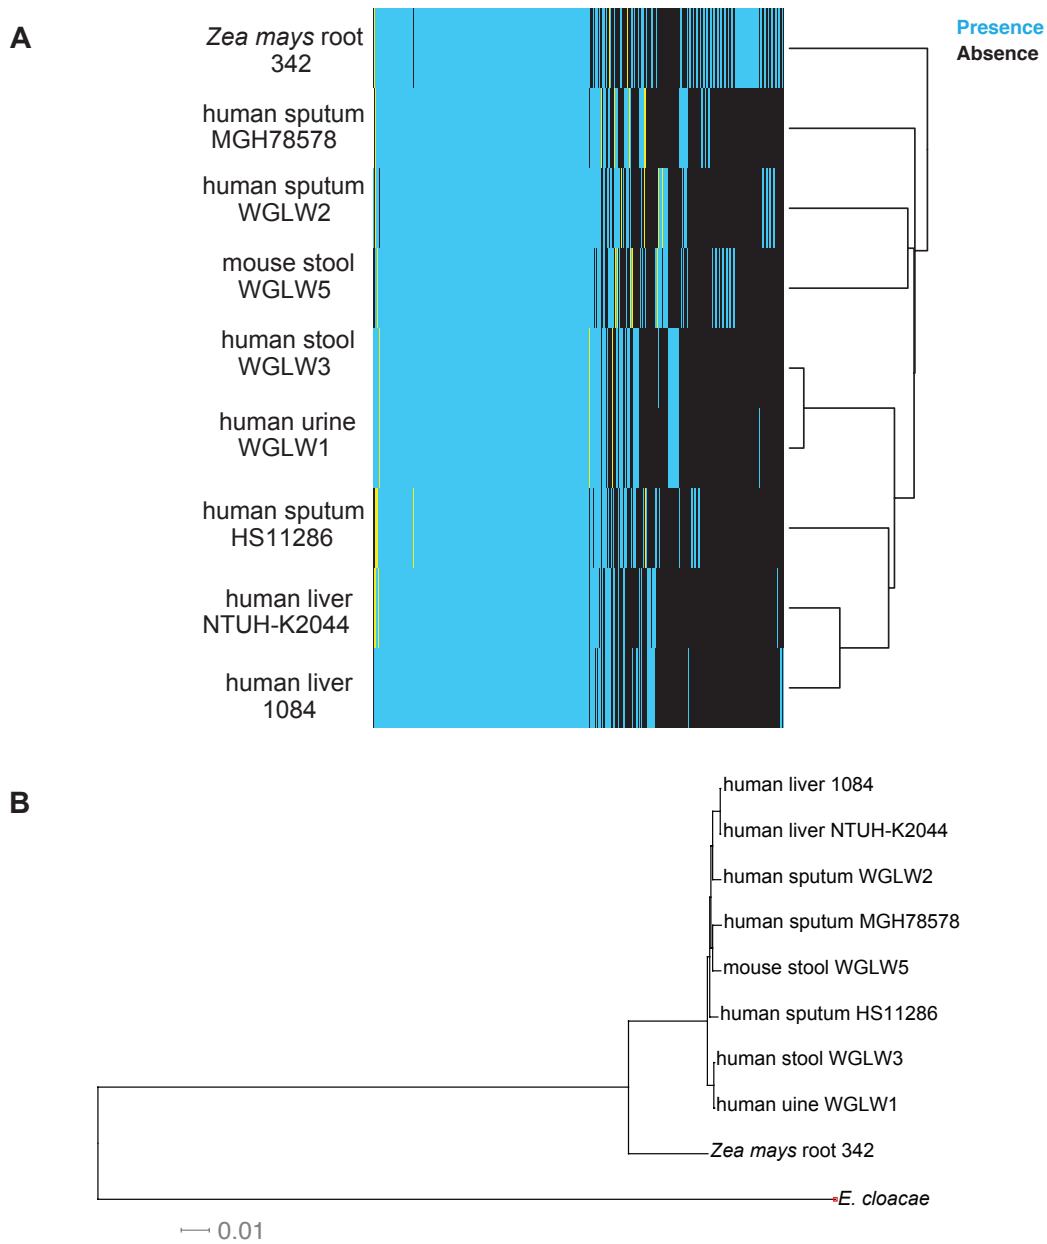 A
Presence
Absence
Zea mays root
342
human sputum
MGH78578
human sputum
WGLW2
mouse stool
WGLW5
human stool
WGLW3
human urine
WGLW1
human sputum
HS11286
human liver
NTUH-K2044
human liver
1084
B
human liver 1084
human liver NTUH-K2044
human sputum WGLW2
human sputum MGH78578
mouse stool WGLW5
human sputum HS11286
human stool WGLW3
human uine WGLW1
Zea mays root 342
E. cloacae
0.01